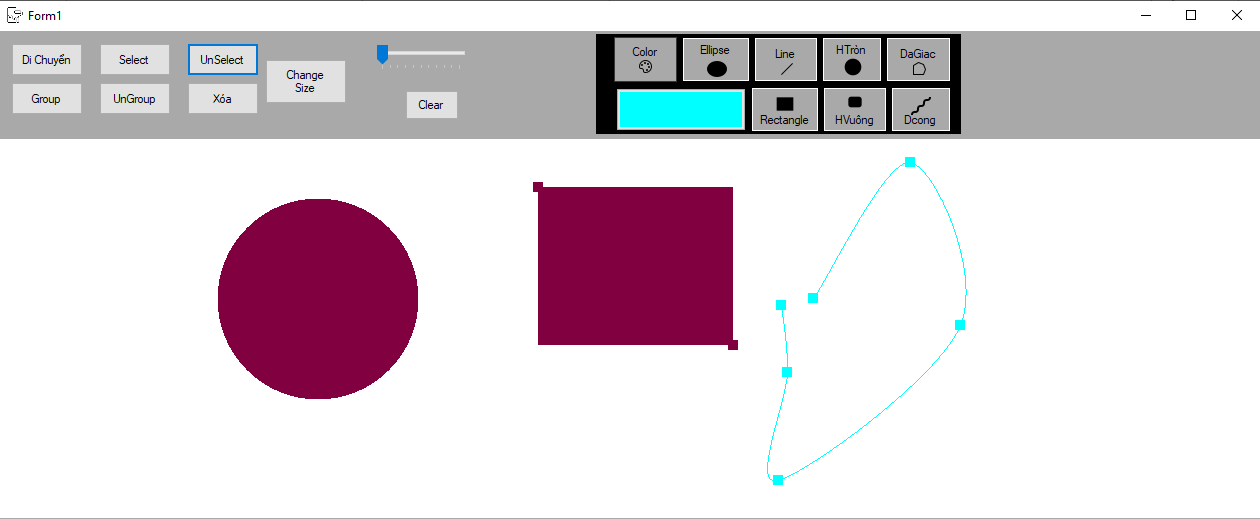 Form1
Di Chuyển
Select
UnSelect
Change
Size
Group
UnGroup
Xóa
Clear
Color
Ellipse
Line
HTròn
DaGiac
Rectangle
HVuông
Dcong